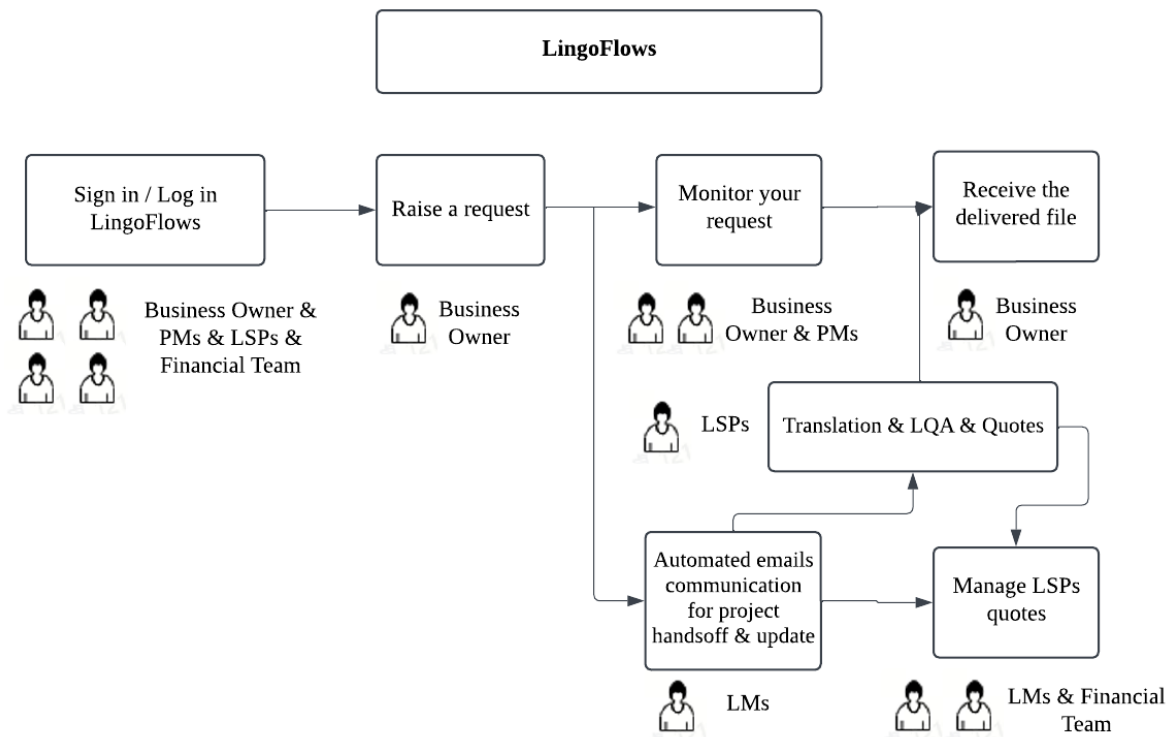 LingoFlows
Sign in / Log in
LingoFlows
Raise a request
Monitor your
request
Receive the
delivered file
Business Owner &
PMs & LSPs &
Financial Team
Business
Owner
Business
Owner & PMs
Business
Owner
LSPs
Translation & LQA & Quotes
Automated emails
communication
for project
handsoff & update
Manage LSPs
quotes
LMs
LMs & Financial
Team